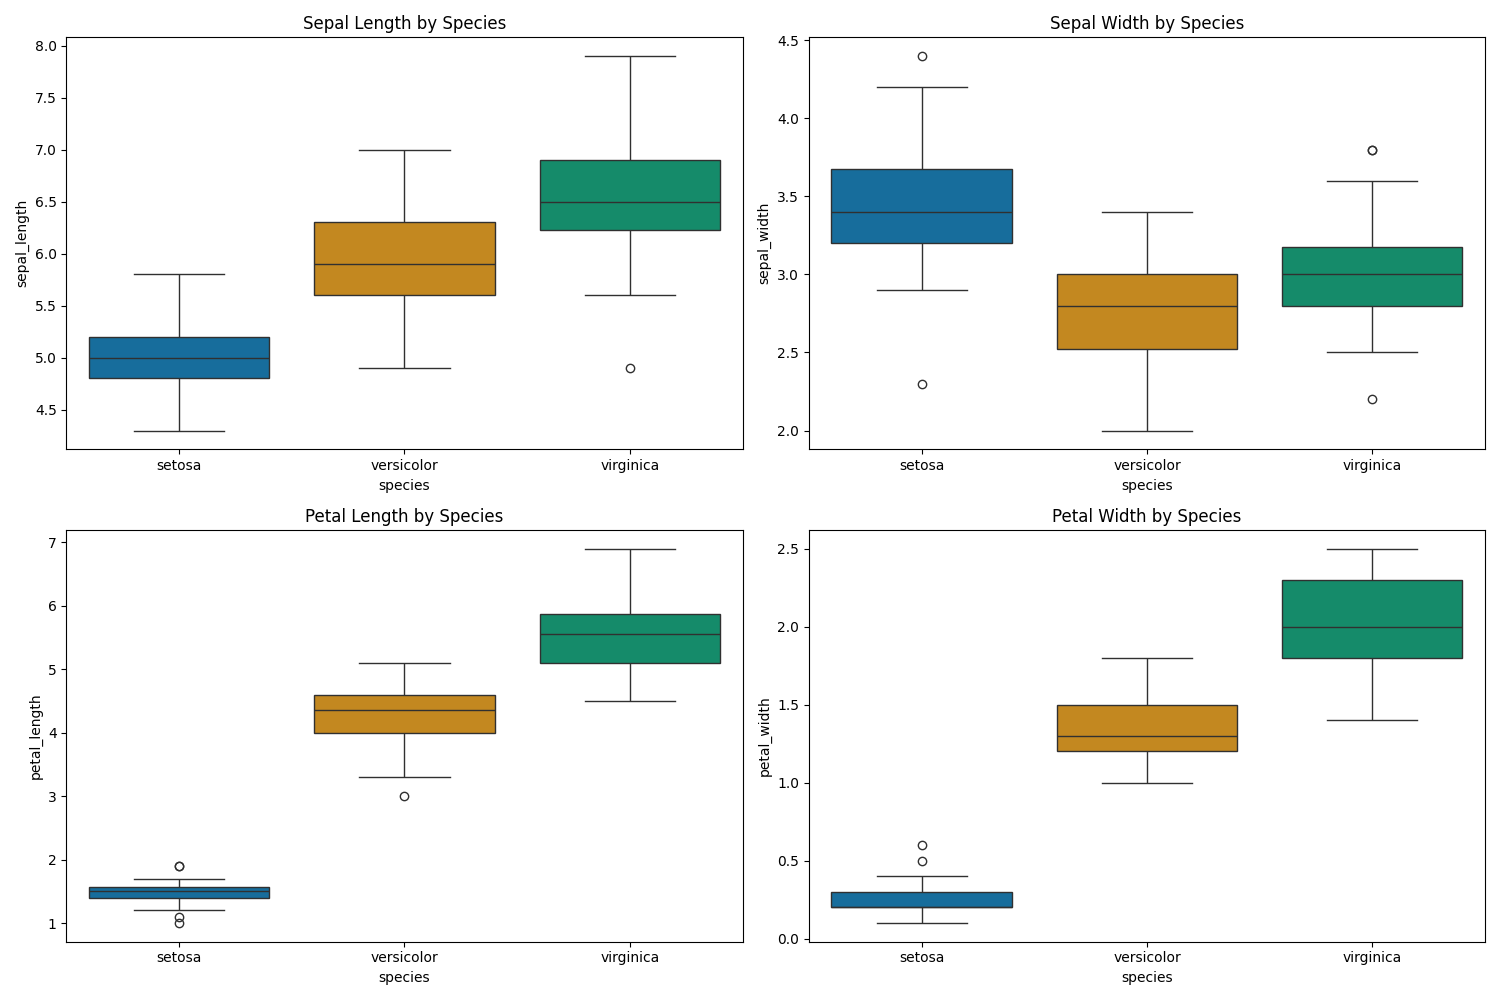 Sepal Length by Species
sepal_length
8.0
7.5
7.0
6.5
6.0
5.5
5.0
4.5
setosa versicolor virginica
species
Sepal Width by Species
sepal_width
4.5
4.0
3.5
3.0
2.5
2.0
setosa versicolor virginica
species
Petal Length by Species
petal_length
7
6
5
4
3
2
1
setosa versicolor virginica
species
Petal Width by Species
petal_width
2.5
2.0
1.5
1.0
0.5
0.0
setosa versicolor virginica
species